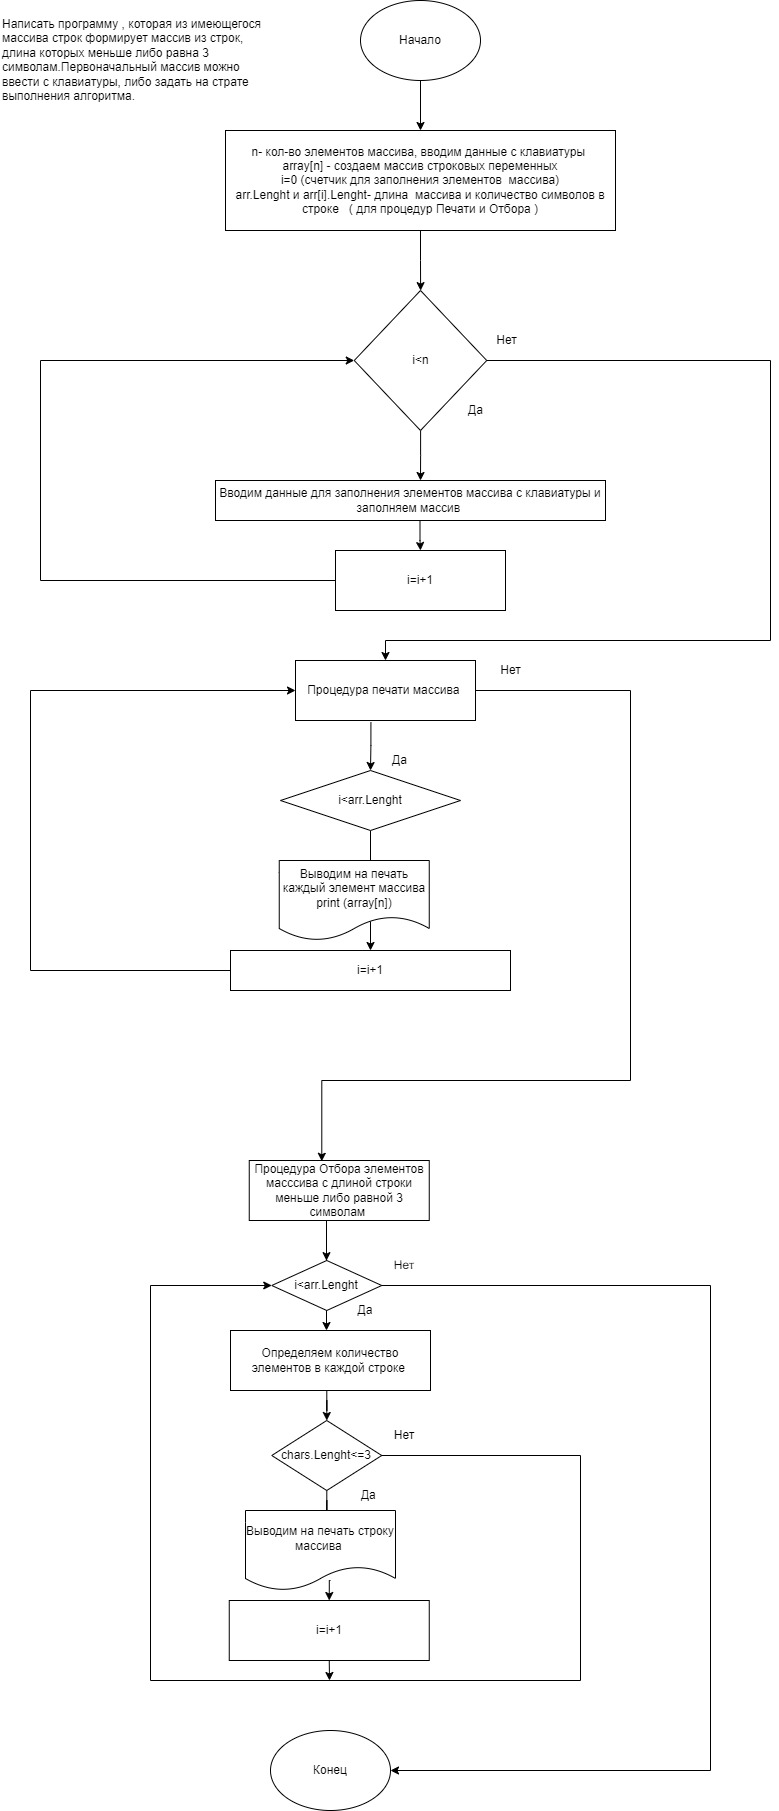 Написать программу , которая из имеющегося
массива строк формирует массив из строк,
длина которых меньше либо равна 3
символам.Первоначальный массив можно
ввести с клавиатуры, либо задать на страте
выполнения алгоритма.
Начало
n- кол-во элементов массива, вводим данные с клавиатуры
array[n] - создаем массив строковых переменных
i=0 (счетчик для заполнения элементов массива)
arr.Lenght и arr[i].Lenght- длина массива и количество символов в
строке ( для процедур Печати и Отбора )
i<n
Нет
Да
Вводим данные для заполнения элементов массива с клавиатуры и
заполняем массив
i=i+1
Процедура печати массива
Нет
Да
i<arr.Lenght
Выводим на печать
каждый элемент массива
print (array[n])
i=i+1
Процедура Отбора элементов
масссива с длиной строки
меньше либо равной 3
символам
i<arr.Lenght
Нет
Да
Определяем количество
элементов в каждой строке
chars.Lenght<=3
Нет
Да
Выводим на печать строку
массива
i=i+1
Конец